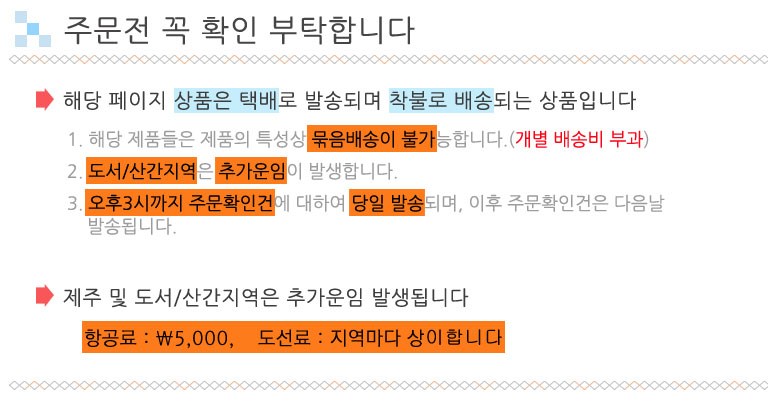 주문전 꼭 확인 부탁합니다
해당 페이지 상품은 택배로 발송되며 착불로 배송되는 상품입니다
1. 해당 제품들은 제품의 특성상 묶음배송이 불가능합니다.(개별 배송비 부과)
2. 도서/산간지역은 추가운임이 발생합니다.
3. 오후3시까지 주문확인건에 대하여 당일 발송되며, 이후 주문확인건은 다음날
발송됩니다.
제주 및 도서/산간지역은 추가운임 발생됩니다
항공료 : ₩5,000, 도선료 : 지역마다 상이합니다